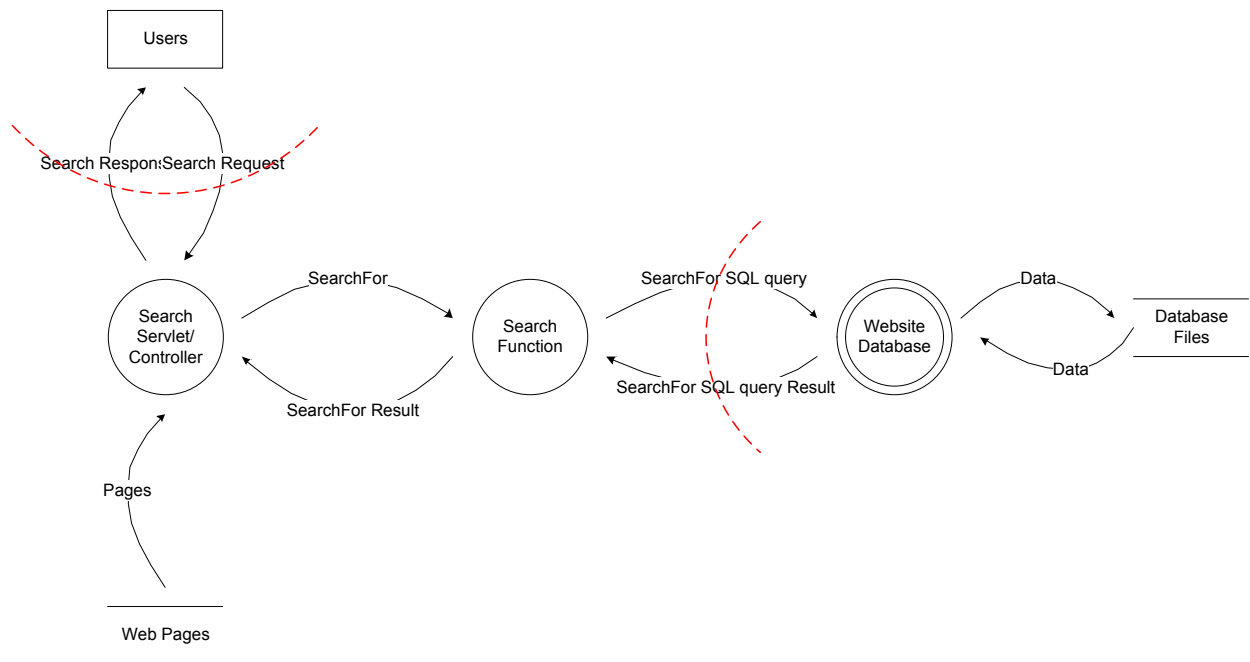 Users
Search Respons
Search Request
SearchFor
SearchFor SQL query
Data
Search
Servlet/
Controller
Search
Function
Website
Database
Database
Files
Data
SearchFor Result
SearchFor SQL query Result
Pages
Web Pages